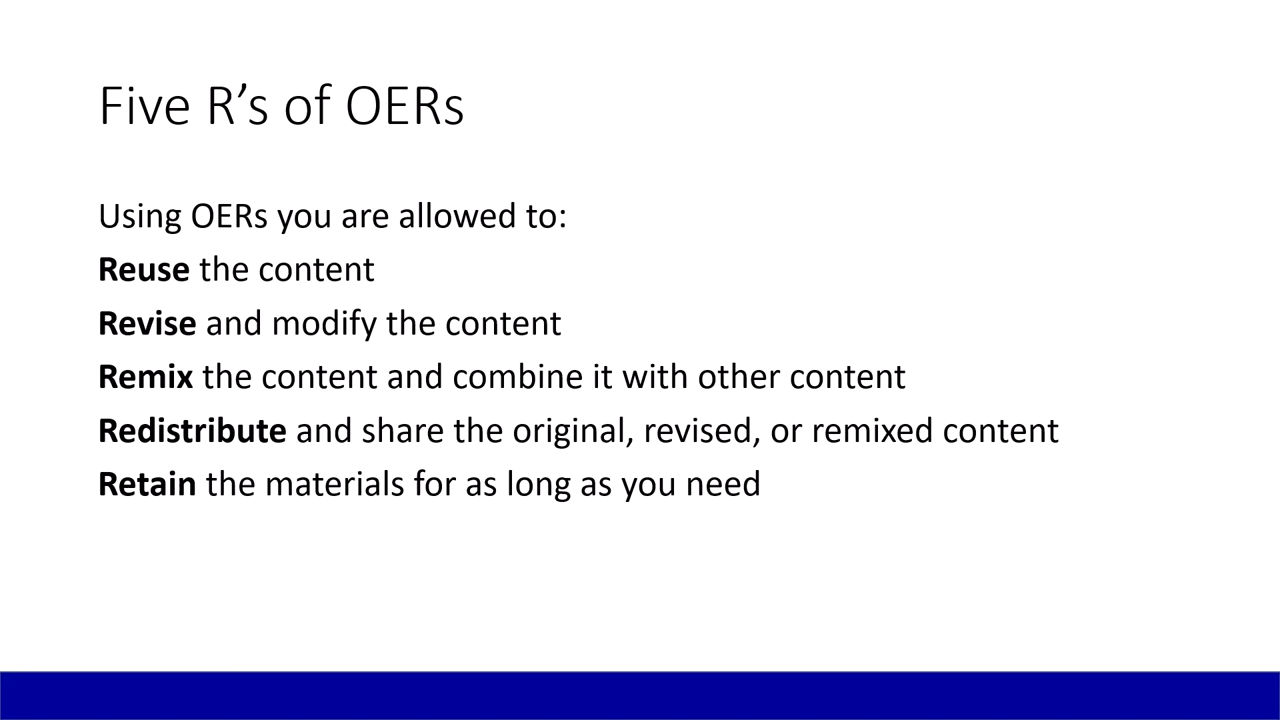 Five R’s of OERs
Using OERs you are allowed to:
Reuse the content
Revise and modify the content
Remix the content and combine it with other content
Redistribute and share the original, revised, or remixed content
Retain the materials for as long as you need